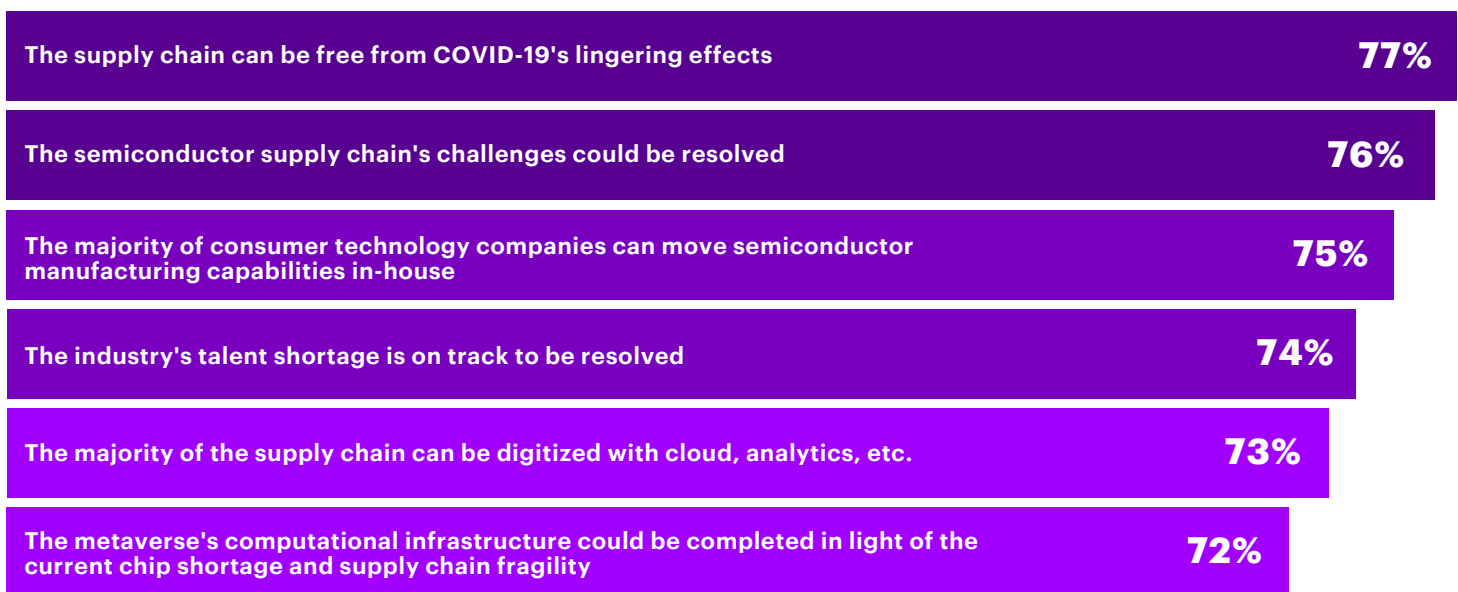 The supply chain can be free from COVID-19's lingering effects 77%
The semiconductor supply chain's challenges could be resolved 76%
The majority of consumer technology companies can move semiconductor
manufacturing capabilities in-house
75%
The industry's talent shortage is on track to be resolved 74%
The majority of the supply chain can be digitized with cloud, analytics, etc. 73%
The metaverse's computational infrastructure could be completed in light of the
current chip shortage and supply chain fragility
72%